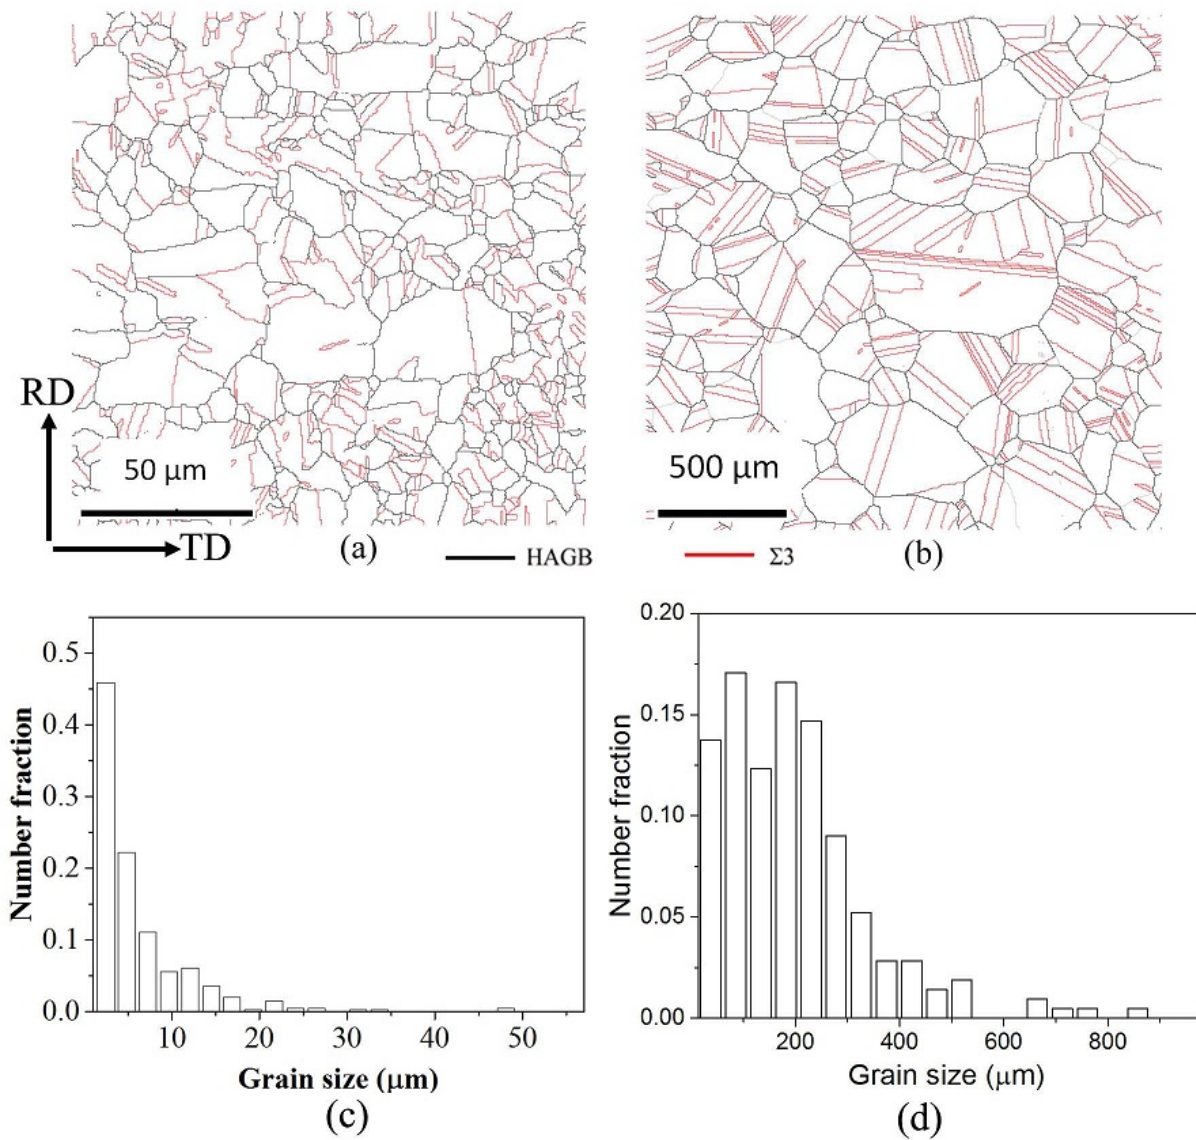 RD
50 μm
TD
(a)
HAGB
500 μm
Σ3
(b)
0.5
0.4
0.3
0.2
0.1
0.0
Number fraction
10 20 30 40 50
Grain size (μm)
(c)
0.20
0.15
0.10
0.05
0.00
Number fraction
200 400 600 800
Grain size (μm)
(d)